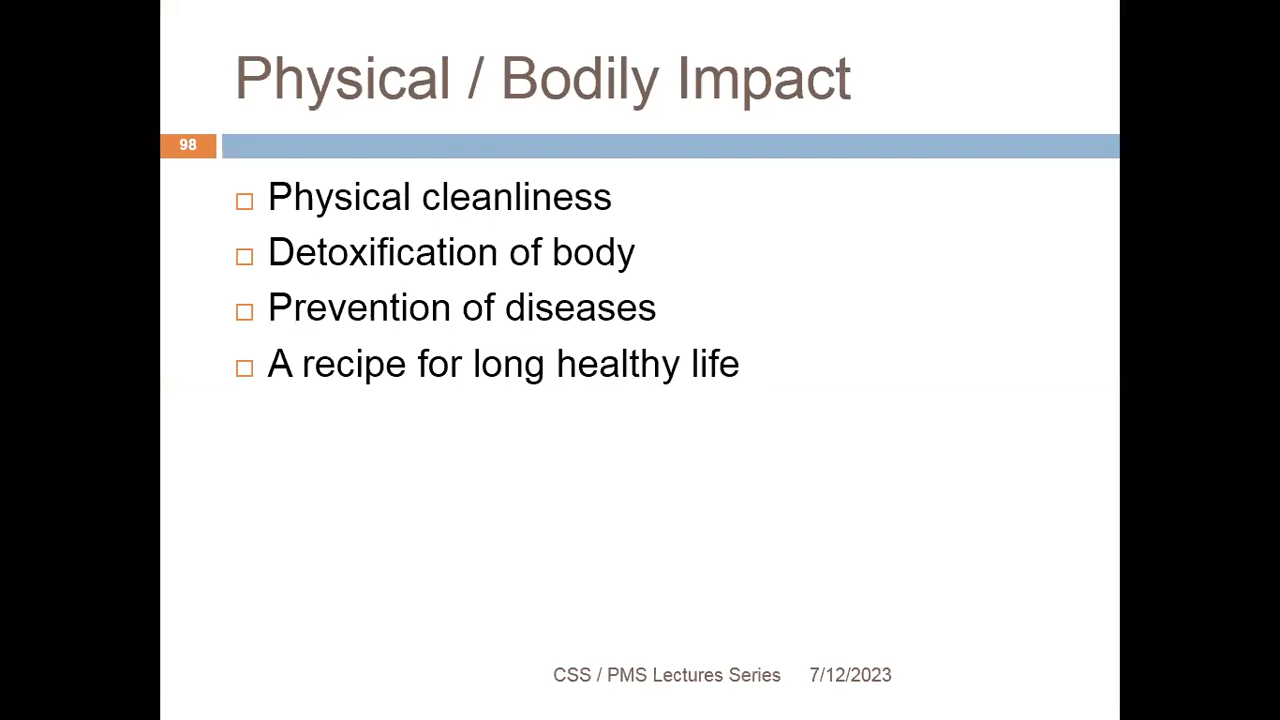 Physical / Bodily Impact
98
Physical cleanliness
Detoxification of body
Prevention of diseases
A recipe for long healthy life
CSS / PMS Lectures Series 7/12/2023